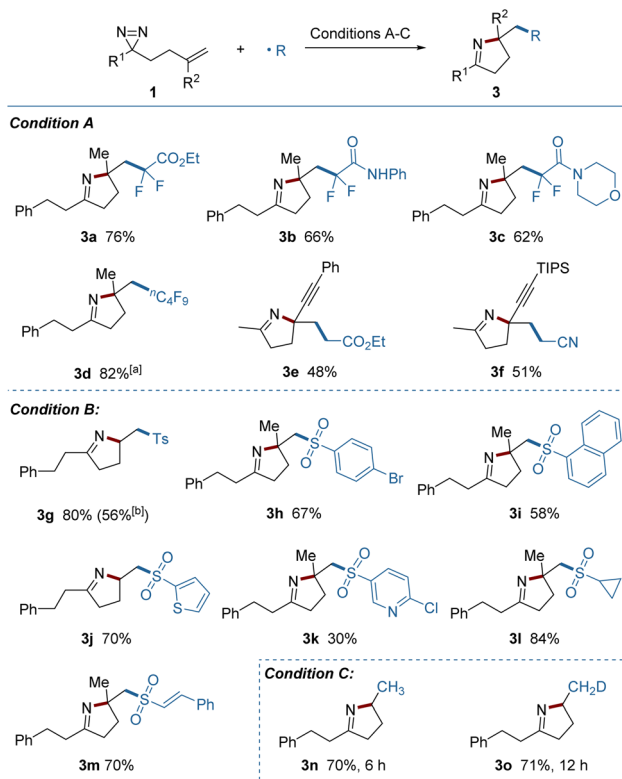 N=N
R¹
R²
1
+
• R
Conditions A-C
R²
N
R
R¹
3
Condition A
Me
CO₂Et
N
F F
Ph
3a 76%
Me
O
N
NHPh
F F
Ph
3b 66%
Me
O
N
N
F F
O
Ph
3c 62%
Me
N
ⁿC₄F₉
Ph
3d 82%[a]
Ph
N
Me
CO₂Et
3e 48%
TIPS
N
Me
CN
3f 51%
Condition B:
N
Ts
Ph
3g 80% (56%[b])
Me
O
S
O
N
Br
Ph
3h 67%
Me
O
S
O
N
Ph
3i 58%
O
S
O
N
S
Ph
3j 70%
Me
O
S
O
N
N
Cl
Ph
3k 30%
Me
O
S
O
N
Ph
3l 84%
Me
O
S
O
N
Ph
Ph
3m 70%
Condition C:
CH₃
N
Ph
3n 70%, 6 h
CH₂D
N
Ph
3o 71%, 12 h